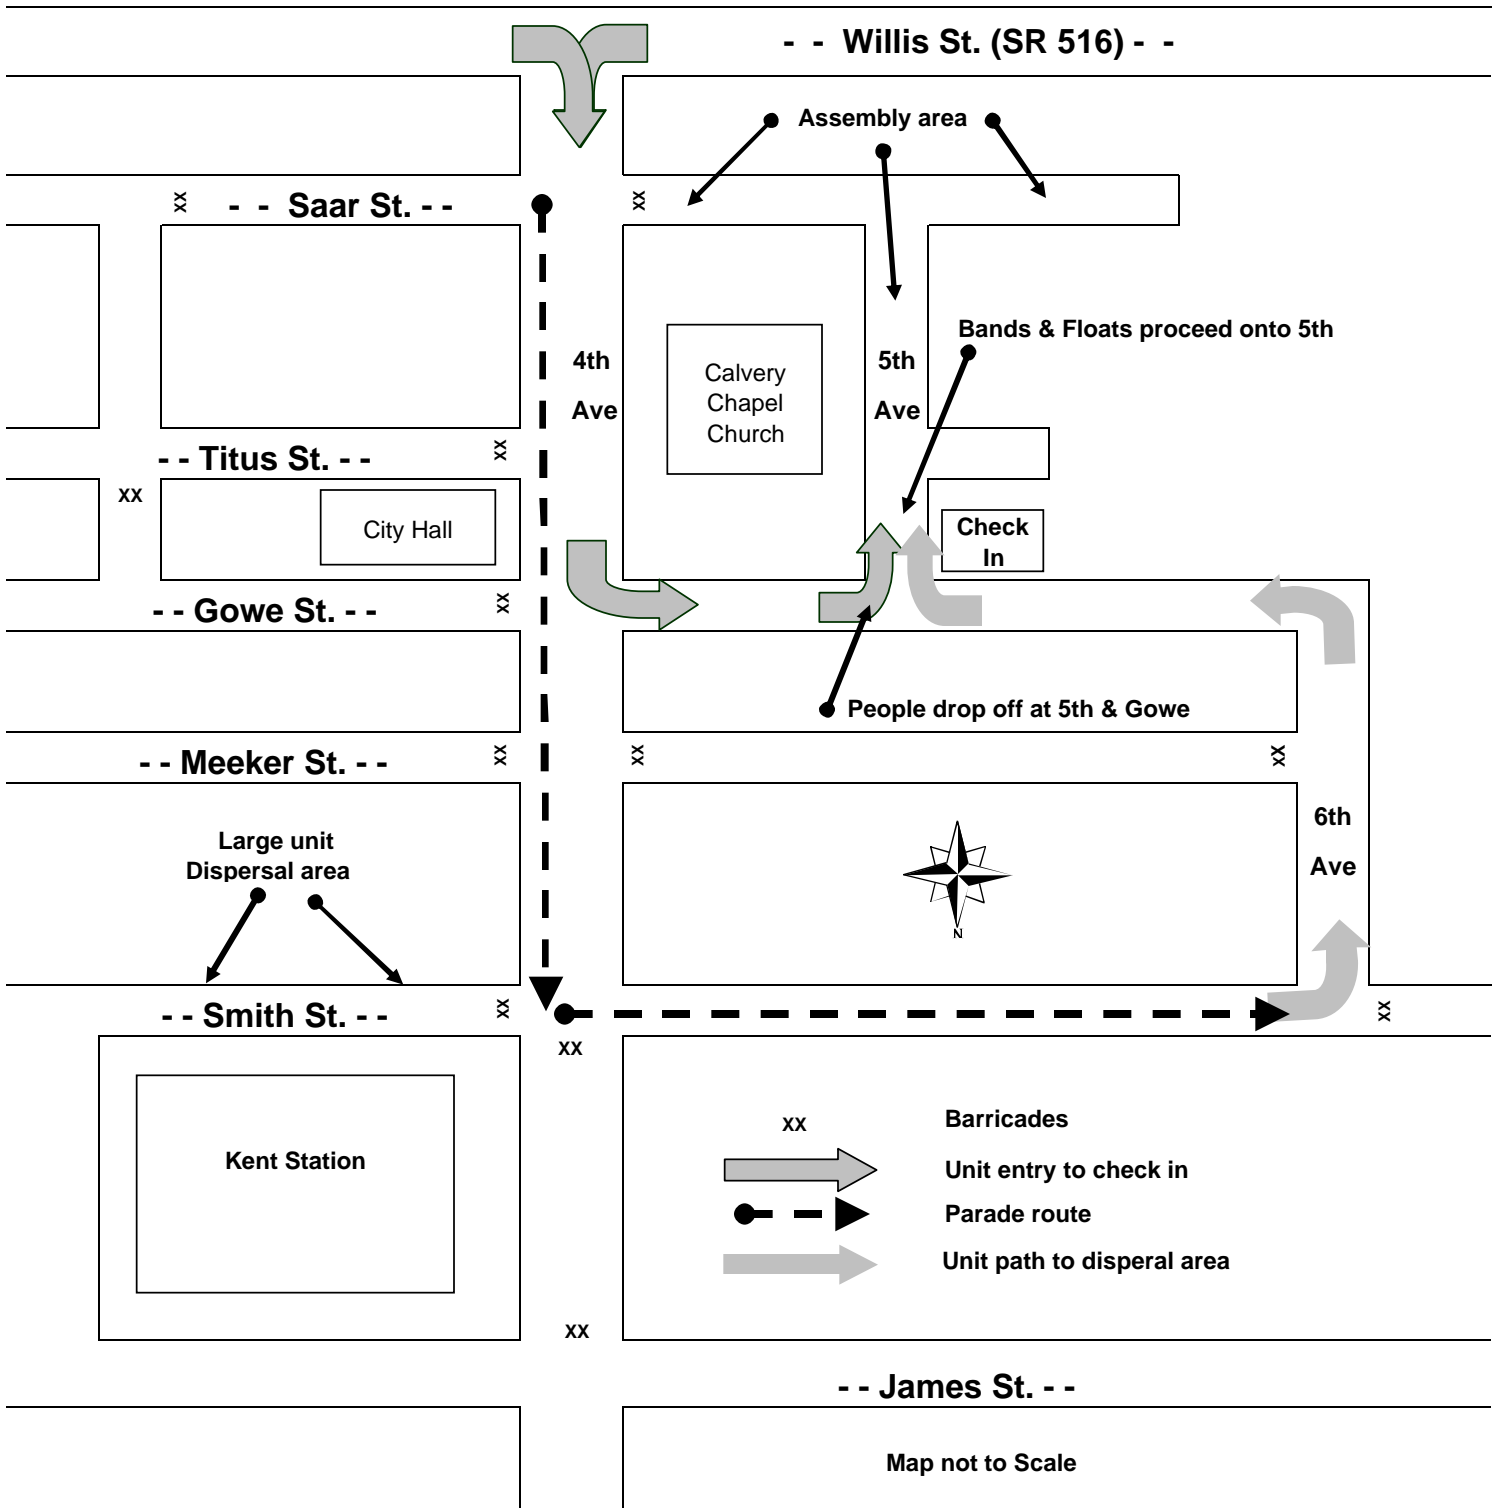 - - Willis St. (SR 516) - -
Assembly area
XX
- - Saar St. - -
XX
Bands & Floats proceed onto 5th
4th
Ave
Calvery
Chapel
Church
5th
Ave
- - Titus St. - -
XX
XX
City Hall
Check
In
- - Gowe St. - -
XX
People drop off at 5th & Gowe
- - Meeker St. - -
XX
XX
XX
6th
Ave
Large unit
Dispersal area
N
- - Smith St. - -
XX
XX
XX
Kent Station
XX
Barricades
Unit entry to check in
Parade route
Unit path to disperal area
XX
- - James St. - -
Map not to Scale